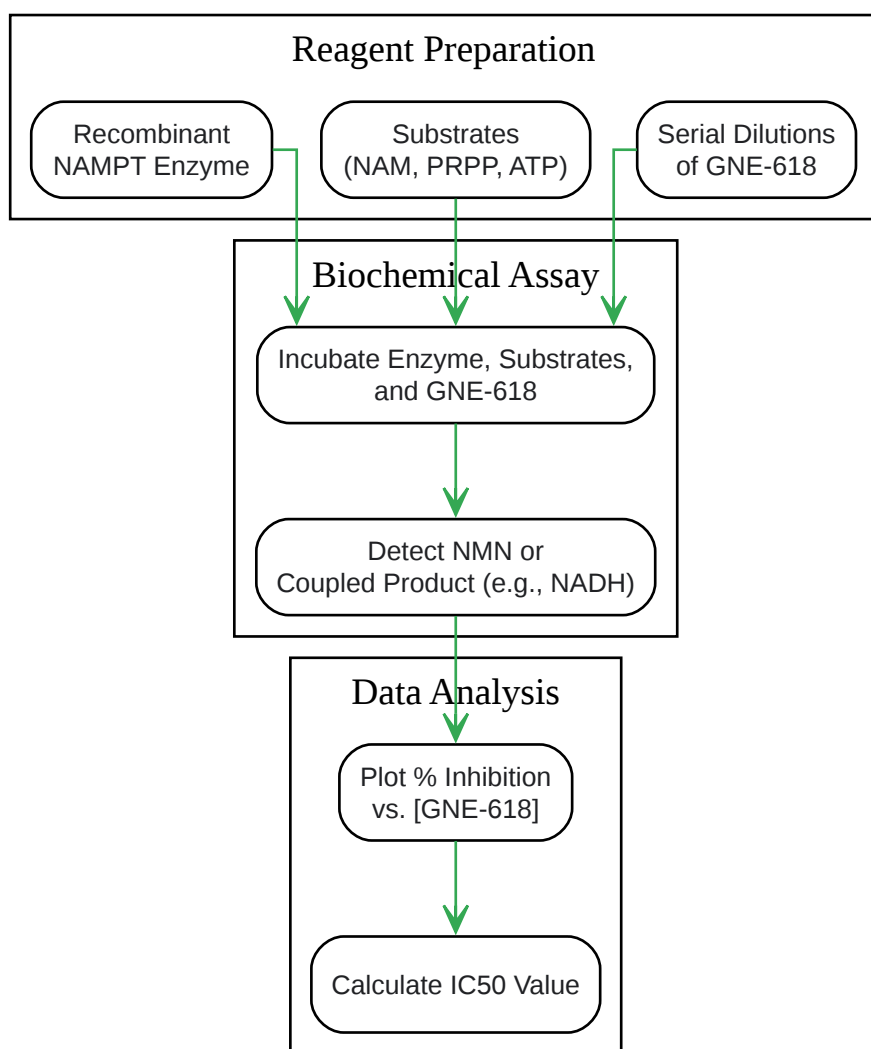 Reagent Preparation
Recombinant
NAMPT Enzyme
Substrates
(NAM, PRPP, ATP)
Serial Dilutions
of GNE-618
Biochemical Assay
Incubate Enzyme, Substrates,
and GNE-618
Detect NMN or
Coupled Product (e.g., NADH)
Data Analysis
Plot % Inhibition
vs. [GNE-618]
Calculate IC50 Value